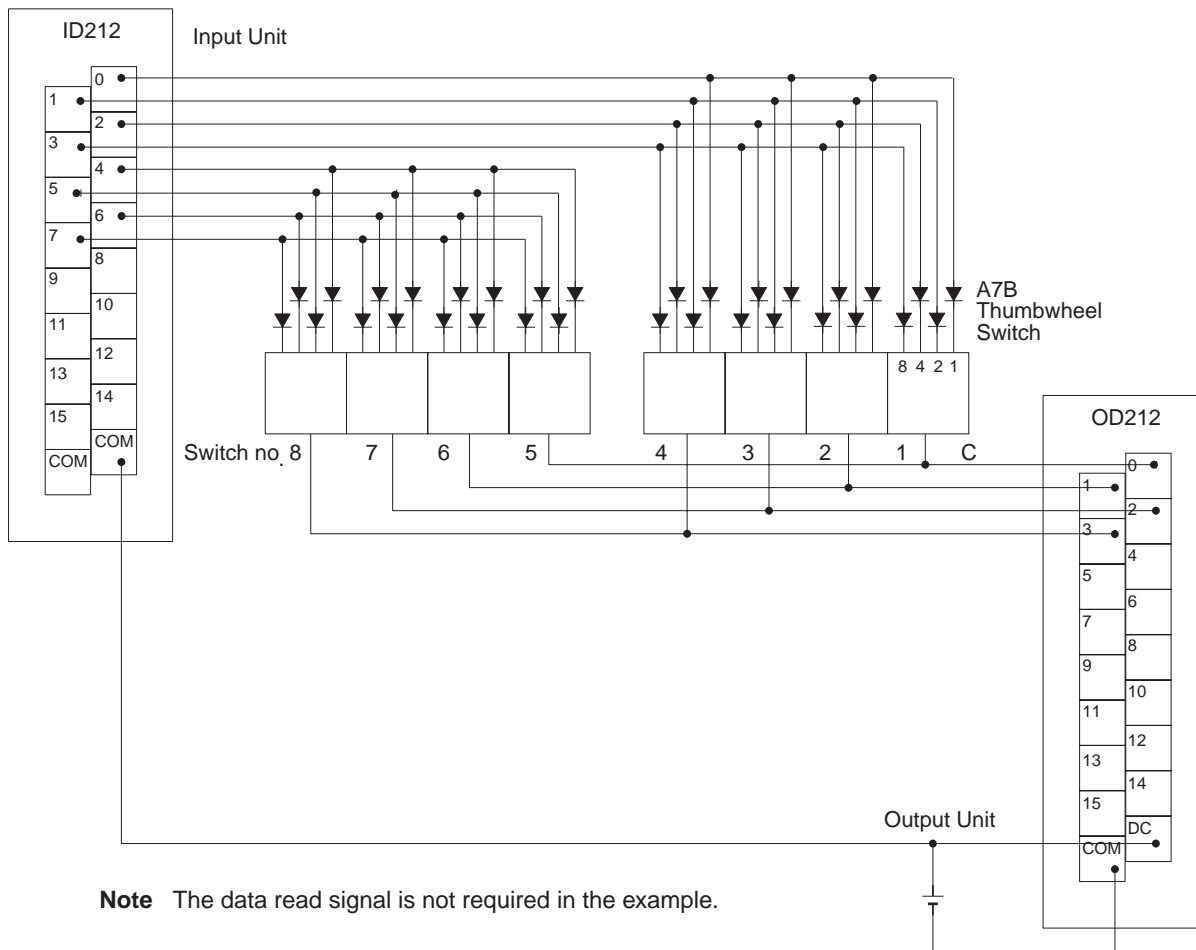 ID212
Input Unit
0
1
2
3
4
5
6
7
8
9
10
11
12
13
14
15
COM
COM
A7B
Thumbwheel
Switch
8 4 2 1
Switch no. 8 7 6 5 4 3 2 1 C
OD212
0
1
2
3
4
5
6
7
8
9
10
11
12
13
14
15
DC
COM
Output Unit
Note The data read signal is not required in the example.